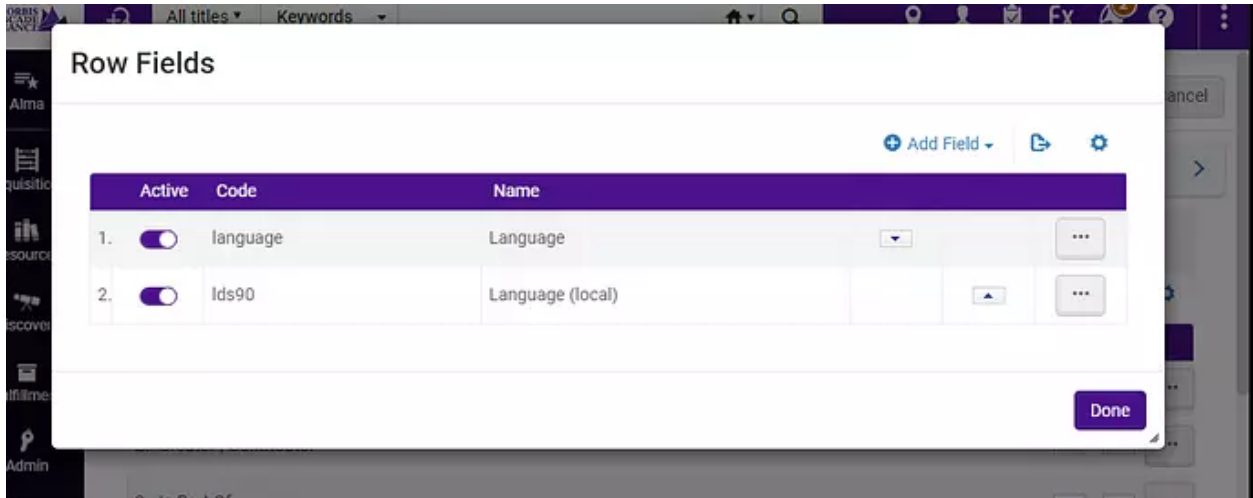 All titles Keywords
Row Fields
Alma
Cancel
Add Field
Active Code Name
1. language Language
2. lds90 Language (local)
Done
Admin